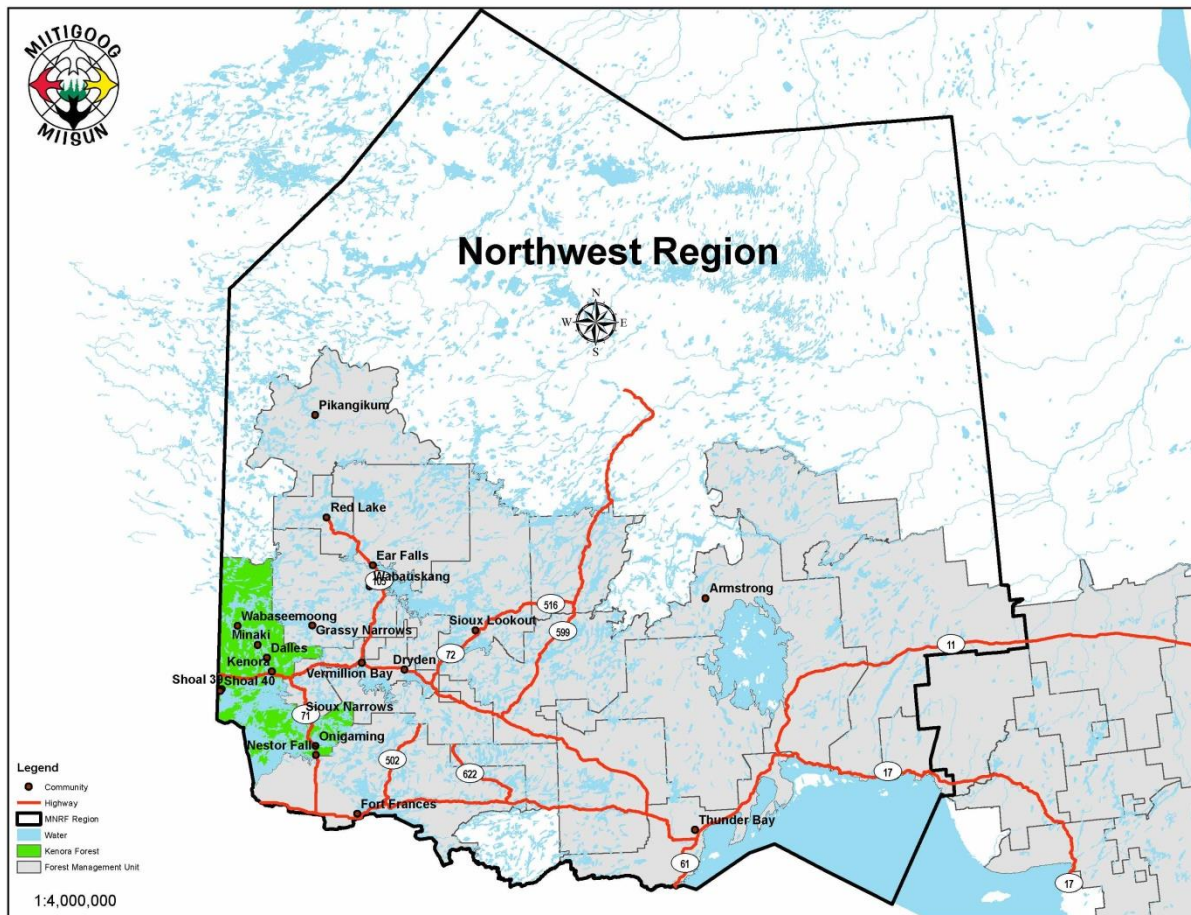 MIITIGOOG
MIISUN
Northwest Region
N
W
E
S
Pikangikum
Red Lake
Ear Falls
Wabauskang
105
Armstrong
516
Wabaseemoong
Grassy Narrows
Sioux Lookout
599
Minaki
11
Dalles
72
Kenora
Dryden
Vermillion Bay
Shoal 39
Shoal 40
Sioux Narrows
71
Onigaming
Nestor Falls
502
622
17
Fort Frances
Thunder Bay
61
17
Legend
Community
Highway
MNRF Region
Water
Kenora Forest
Forest Management Unit
1:4,000,000